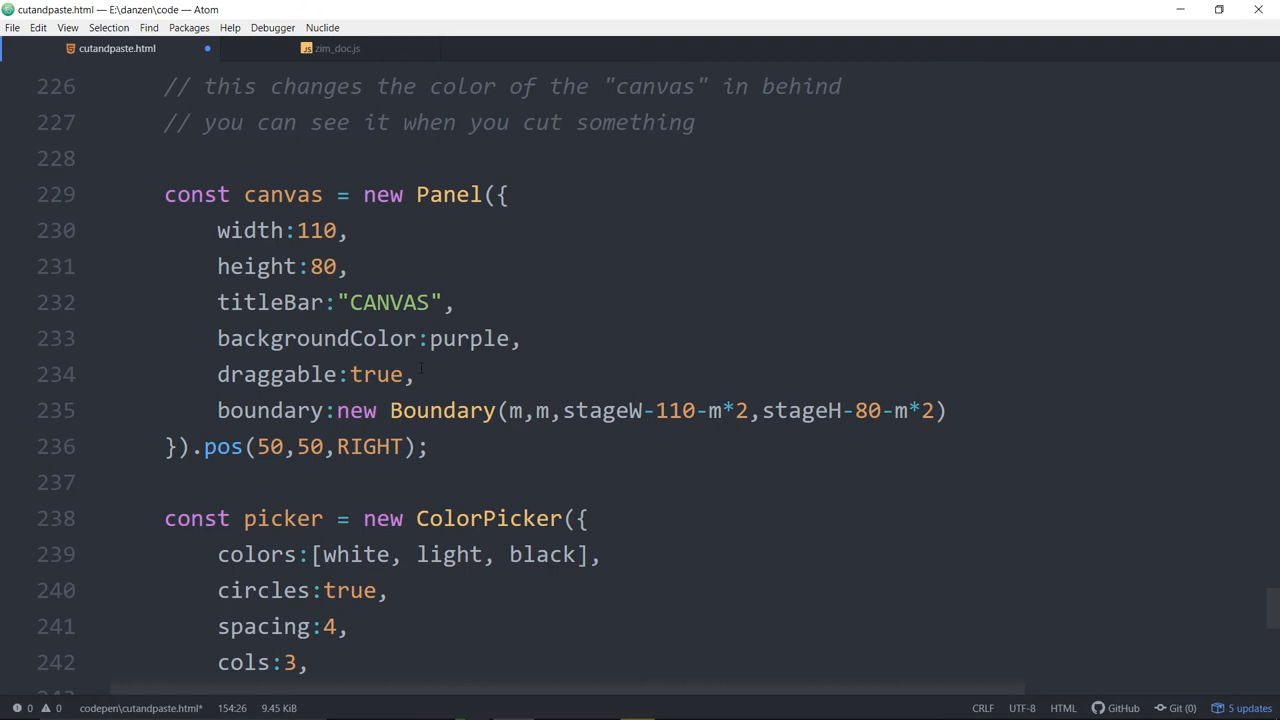 cutandpaste.html — E:\danzen\code — Atom
File Edit View Selection Find Packages Help Debugger Nuclide
cutandpaste.html
JS zim_doc.js
226 // this changes the color of the "canvas" in behind
227 // you can see it when you cut something
228
229 const canvas = new Panel({
230 width:110,
231 height:80,
232 titleBar:"CANVAS",
233 backgroundColor:purple,
234 draggable:true,
235 boundary:new Boundary(m,m,stageW-110-m*2,stageH-80-m*2)
236 }).pos(50,50,RIGHT);
237
238 const picker = new ColorPicker({
239 colors:[white, light, black],
240 circles:true,
241 spacing:4,
242 cols:3,
0 0 codepen\cutandpaste.html* 154:26 9.45 KiB CRLF UTF-8 HTML GitHub Git (0) 5 updates